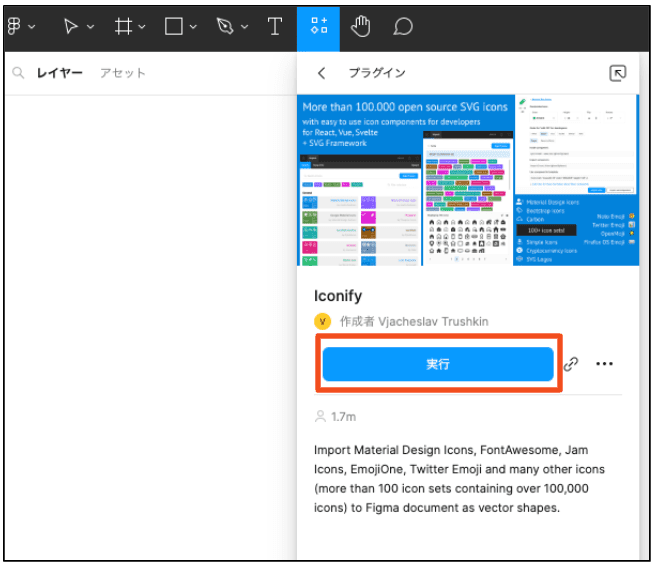 レイヤー アセット
プラグイン
More than 100.000 open source SVG icons
with easy to use icon components for developers
for React, Vue, Svelte
+ SVG Framework
Material Design Icons
Bootstrap Icons
Carbon
100+ icon sets!
Simple Icons
Cryptocurrency Icons
SVG Logos
Noto Emoji
Twitter Emoji
OpenMoji
Firefox OS Emoji
Iconify
V 作成者 Vjacheslav Trushkin
実行
1.7m
Import Material Design Icons, FontAwesome, Jam
Icons, EmojiOne, Twitter Emoji and many other icons
(more than 100 icon sets containing over 100,000
icons) to Figma document as vector shapes.